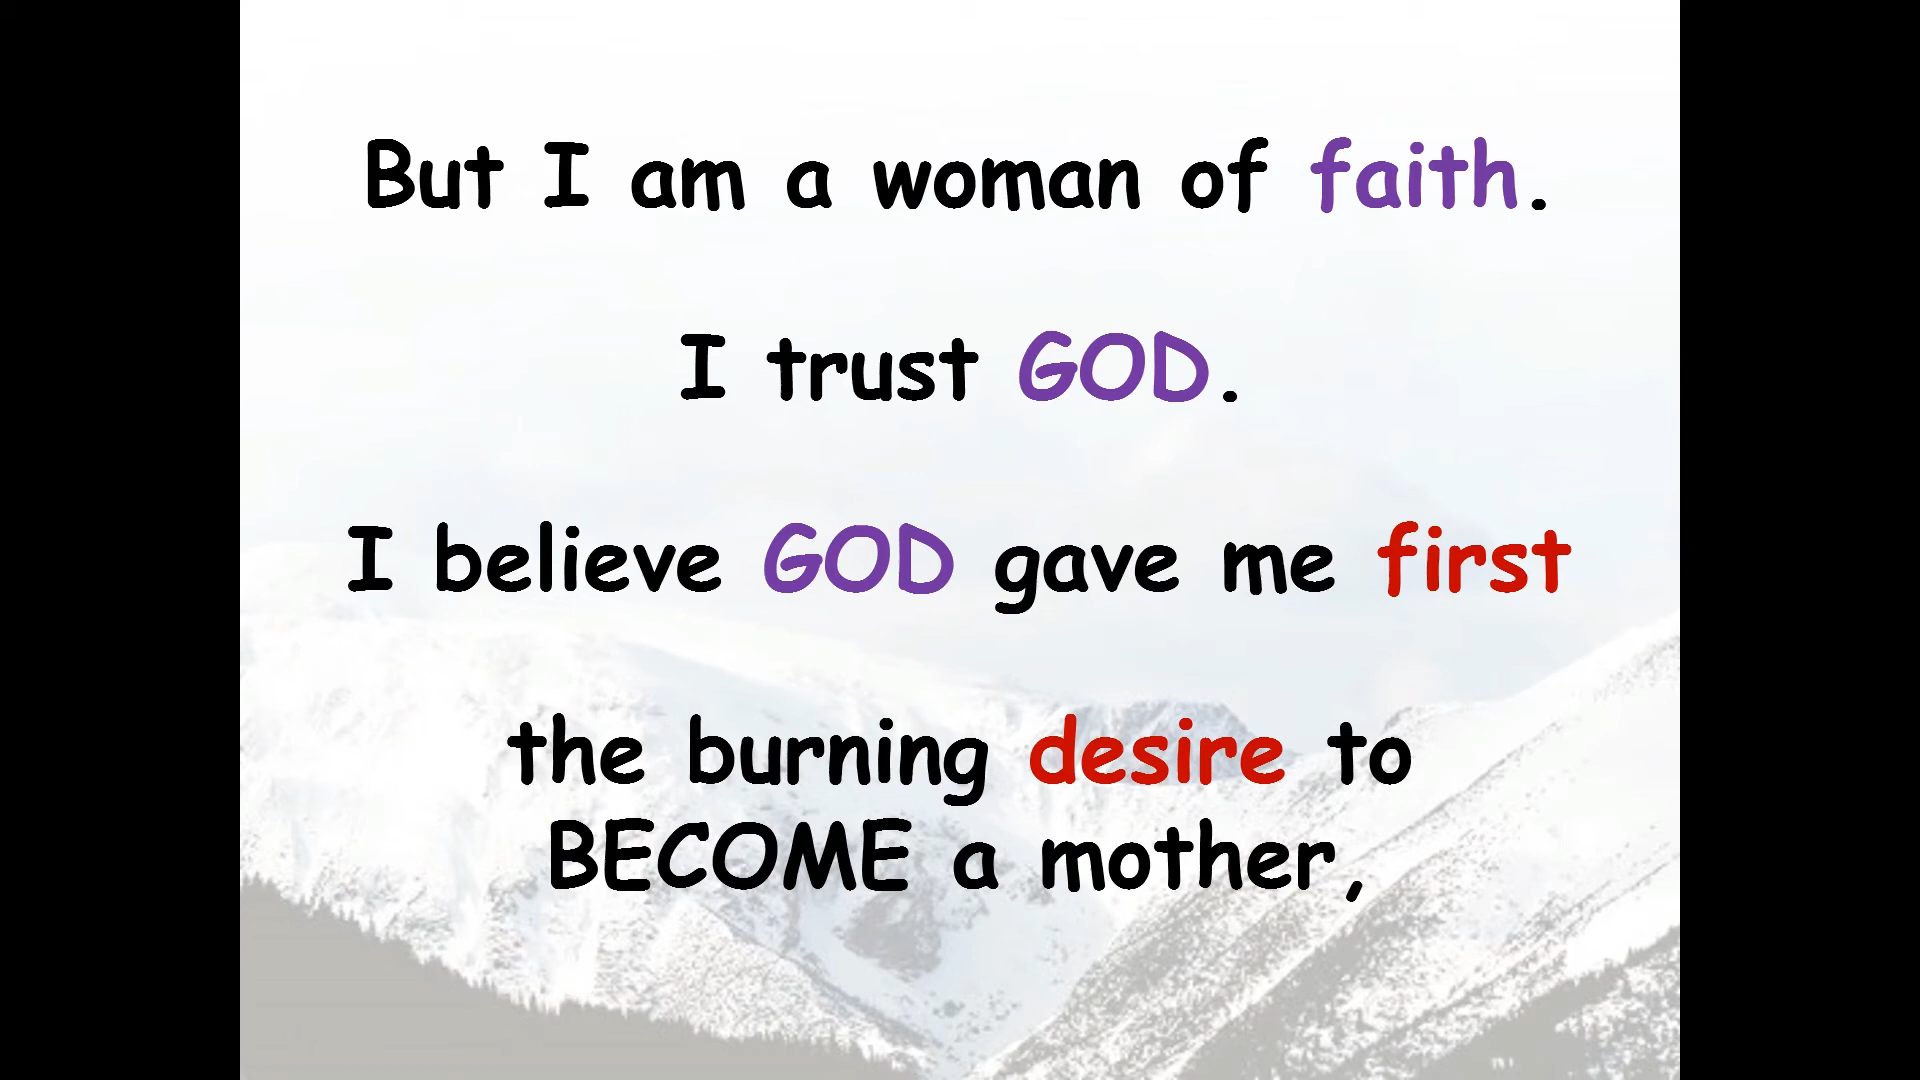 But I am a woman of faith.
I trust GOD.
I believe GOD gave me first
the burning desire to
BECOME a mother,